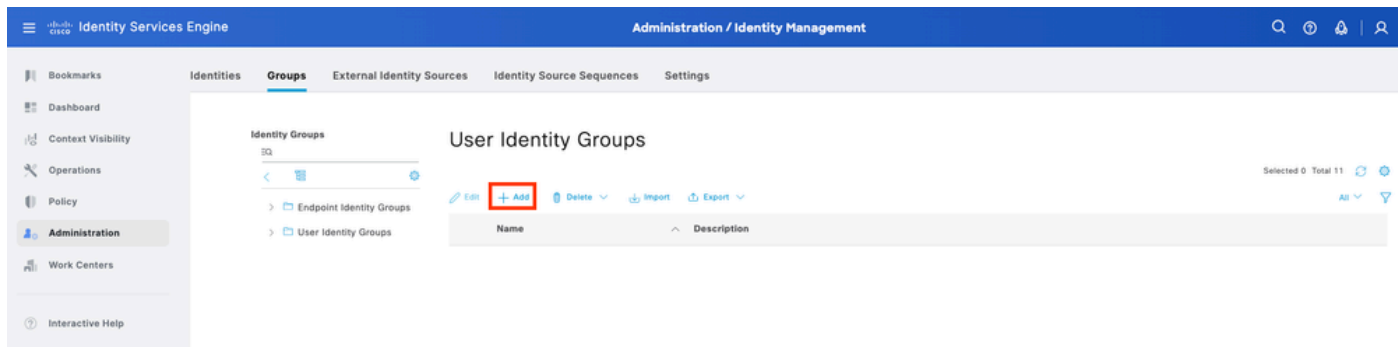 cisco Identity Services Engine
Administration / Identity Management
Bookmarks
Dashboard
Context Visibility
Operations
Policy
Administration
Work Centers
Interactive Help
Identities Groups External Identity Sources Identity Source Sequences Settings
Identity Groups
EQ
Endpoint Identity Groups
User Identity Groups
User Identity Groups
Selected 0 Total 11
Edit + Add Delete Import Export
All
Name Description